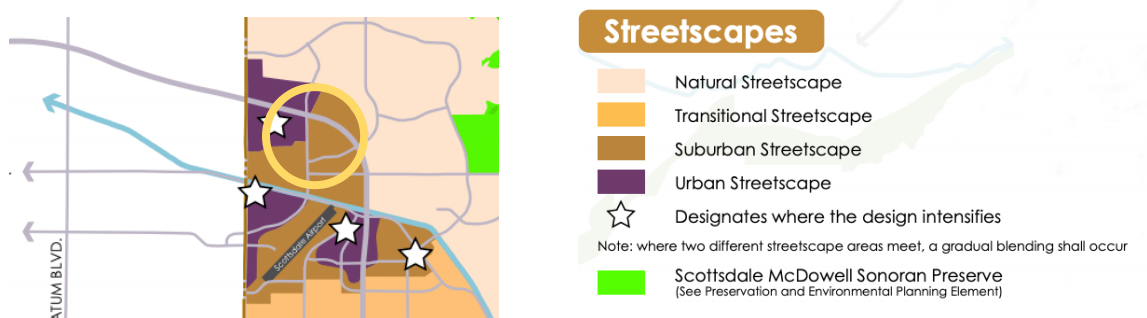 ATUM BLVD.
Scottsdale Airport
Streetscapes
Natural Streetscape
Transitional Streetscape
Suburban Streetscape
Urban Streetscape
Designates where the design intensifies
Note: where two different streetscape areas meet, a gradual blending shall occur
Scottsdale McDowell Sonoran Preserve
(See Preservation and Environmental Planning Element)